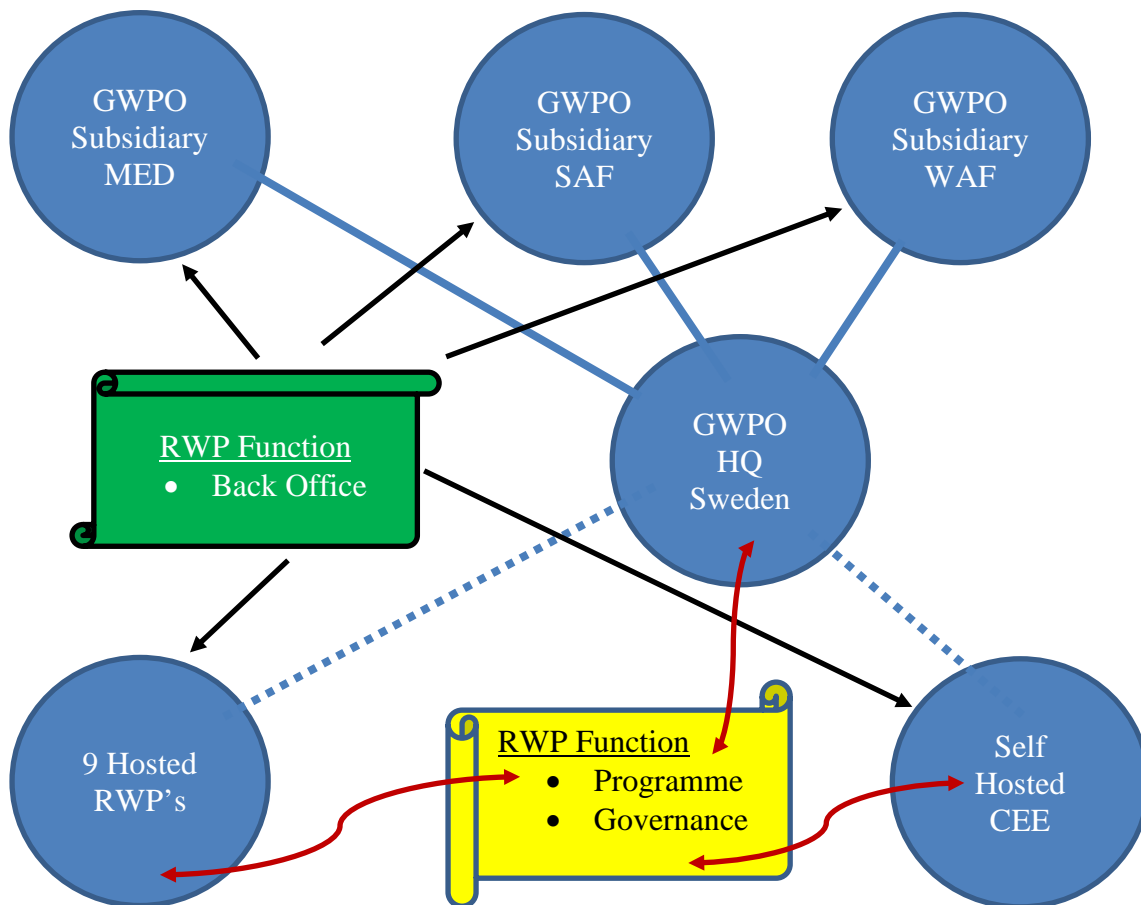 GWPO
Subsidiary
MED
GWPO
Subsidiary
SAF
GWPO
Subsidiary
WAF
RWP Function
• Back Office
GWPO
HQ
Sweden
9 Hosted
RWP’s
RWP Function
• Programme
• Governance
Self
Hosted
CEE